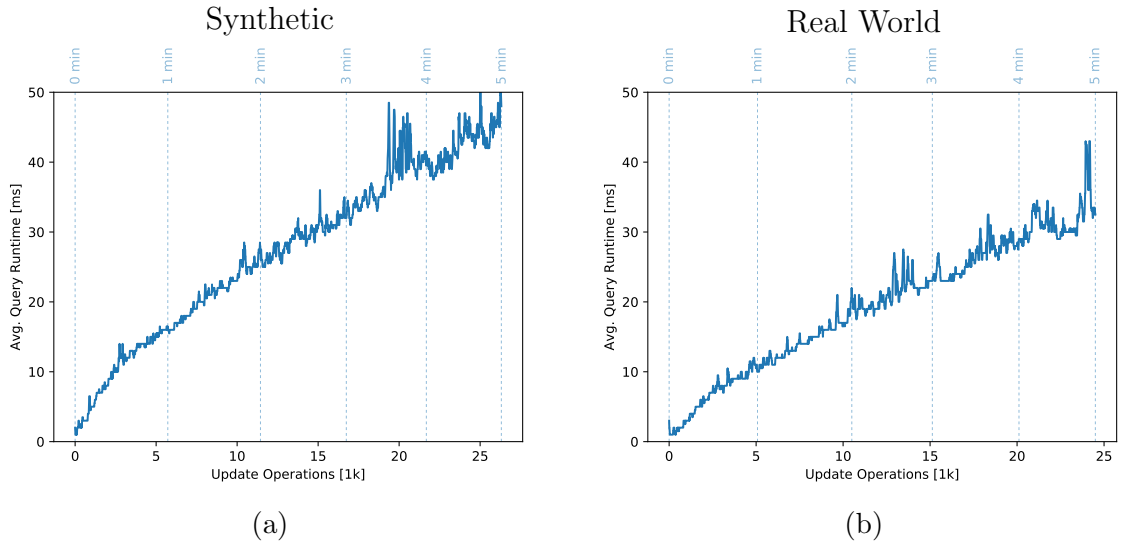 Synthetic
0 min
1 min
2 min
3 min
4 min
5 min
50
40
30
20
10
0
Avg. Query Runtime [ms]
0
5
10
15
20
25
Update Operations [1k]
(a)
Real World
0 min
1 min
2 min
3 min
4 min
5 min
50
40
30
20
10
0
Avg. Query Runtime [ms]
0
5
10
15
20
25
Update Operations [1k]
(b)